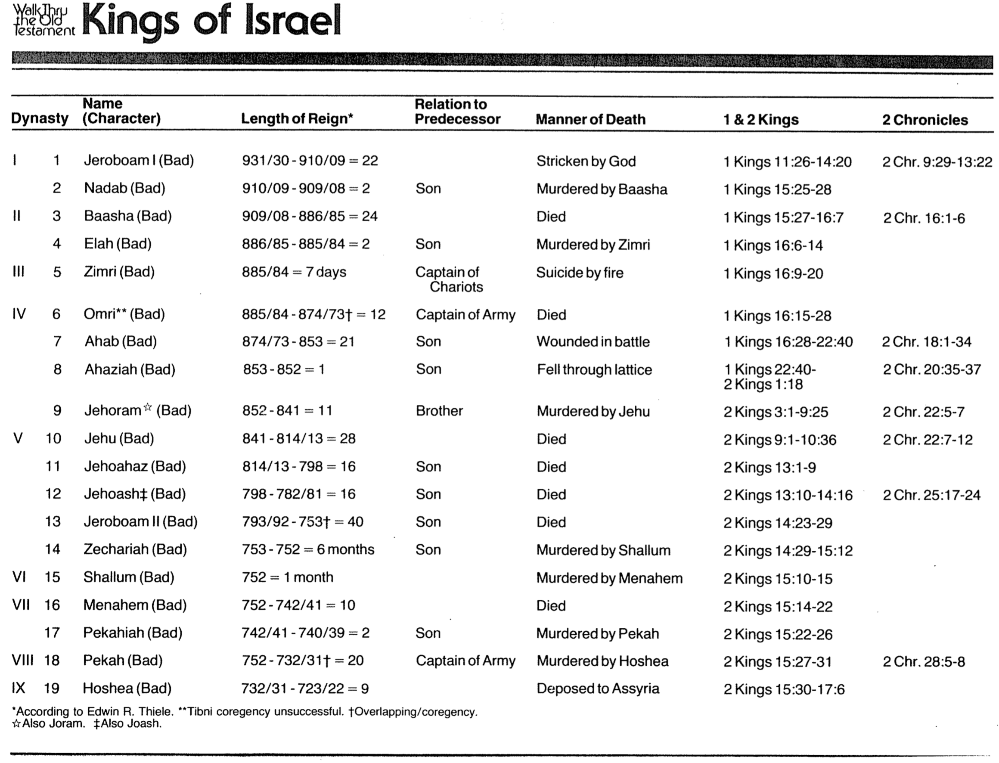 Walk Thru
the Old
Testament
Kings of Israel
Dynasty Name (Character) Length of Reign* Relation to Predecessor Manner of Death 1 & 2 Kings 2 Chronicles
I 1 Jeroboam I (Bad) 931/30 - 910/09 = 22 Stricken by God 1 Kings 11:26-14:20 2 Chr. 9:29-13:22
2 Nadab (Bad) 910/09 - 909/08 = 2 Son Murdered by Baasha 1 Kings 15:25-28
II 3 Baasha (Bad) 909/08 - 886/85 = 24 Died 1 Kings 15:27-16:7 2 Chr. 16:1-6
4 Elah (Bad) 886/85 - 885/84 = 2 Son Murdered by Zimri 1 Kings 16:6-14
III 5 Zimri (Bad) 885/84 = 7 days Captain of Chariots Suicide by fire 1 Kings 16:9-20
IV 6 Omri** (Bad) 885/84 - 874/73† = 12 Captain of Army Died 1 Kings 16:15-28
7 Ahab (Bad) 874/73 - 853 = 21 Son Wounded in battle 1 Kings 16:28-22:40 2 Chr. 18:1-34
8 Ahaziah (Bad) 853 - 852 = 1 Son Fell through lattice 1 Kings 22:40- 2 Kings 1:18 2 Chr. 20:35-37
9 Jehoram☆ (Bad) 852 - 841 = 11 Brother Murdered by Jehu 2 Kings 3:1-9:25 2 Chr. 22:5-7
V 10 Jehu (Bad) 841 - 814/13 = 28 Died 2 Kings 9:1-10:36 2 Chr. 22:7-12
11 Jehoahaz (Bad) 814/13 - 798 = 16 Son Died 2 Kings 13:1-9
12 Jehoash‡ (Bad) 798 - 782/81 = 16 Son Died 2 Kings 13:10-14:16 2 Chr. 25:17-24
13 Jeroboam II (Bad) 793/92 - 753† = 40 Son Died 2 Kings 14:23-29
14 Zechariah (Bad) 753 - 752 = 6 months Son Murdered by Shallum 2 Kings 14:29-15:12
VI 15 Shallum (Bad) 752 = 1 month Murdered by Menahem 2 Kings 15:10-15
VII 16 Menahem (Bad) 752 - 742/41 = 10 Died 2 Kings 15:14-22
17 Pekahiah (Bad) 742/41 - 740/39 = 2 Son Murdered by Pekah 2 Kings 15:22-26
VIII 18 Pekah (Bad) 752 - 732/31† = 20 Captain of Army Murdered by Hoshea 2 Kings 15:27-31 2 Chr. 28:5-8
IX 19 Hoshea (Bad) 732/31 - 723/22 = 9 Deposed to Assyria 2 Kings 15:30-17:6
*According to Edwin R. Thiele. **Tibni coregency unsuccessful. †Overlapping/coregency.
☆Also Joram. ‡Also Joash.